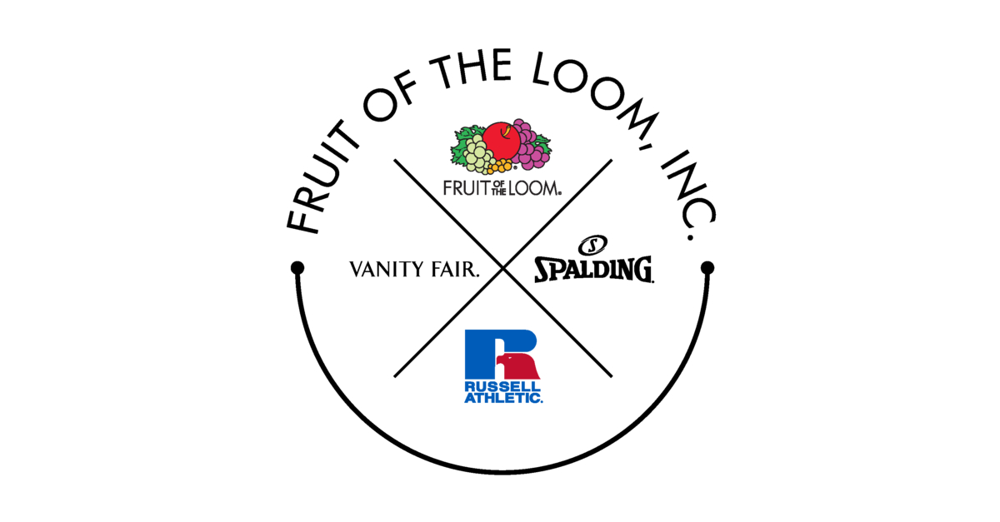 FRUIT OF THE LOOM, INC.
FRUIT OF THE LOOM®
VANITY FAIR.
S
SPALDING®
R
RUSSELL
ATHLETIC.